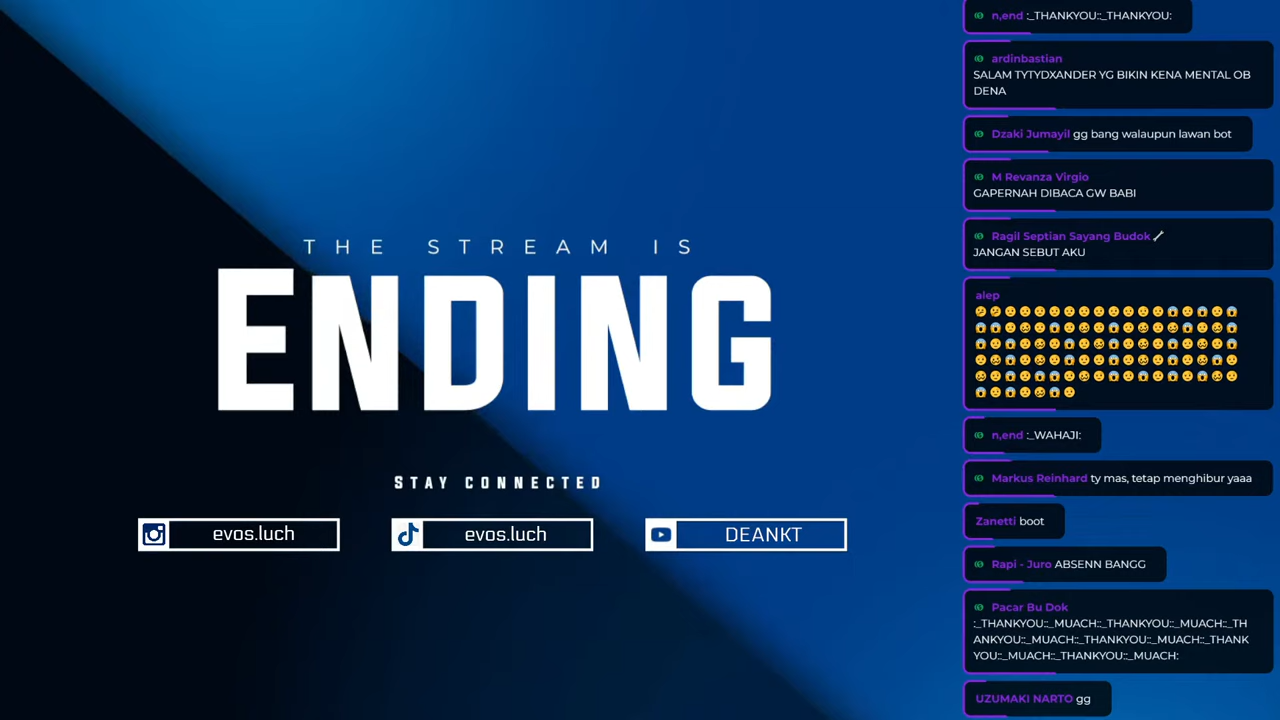 THE STREAM IS
ENDING
STAY CONNECTED
evos.luch
evos.luch
DEANKT
n,end :_THANKYOU::_THANKYOU:
ardinbastian
SALAM TYTYDXANDER YG BIKIN KENA MENTAL OB
DENA
Dzaki Jumayil gg bang walaupun lawan bot
M Revanza Virgio
GAPERNAH DIBACA GW BABI
Ragil Septian Sayang Budok
JANGAN SEBUT AKU
alep
n,end :_WAHAJI:
Markus Reinhard ty mas, tetap menghibur yaaa
Zanetti boot
Rapi - Juro ABSENN BANGG
Pacar Bu Dok
:_THANKYOU::_MUACH::_THANKYOU::_MUACH::_TH
ANKYOU::_MUACH::_THANKYOU::_MUACH::_THANK
YOU::_MUACH::_THANKYOU::_MUACH:
UZUMAKI NARTO gg